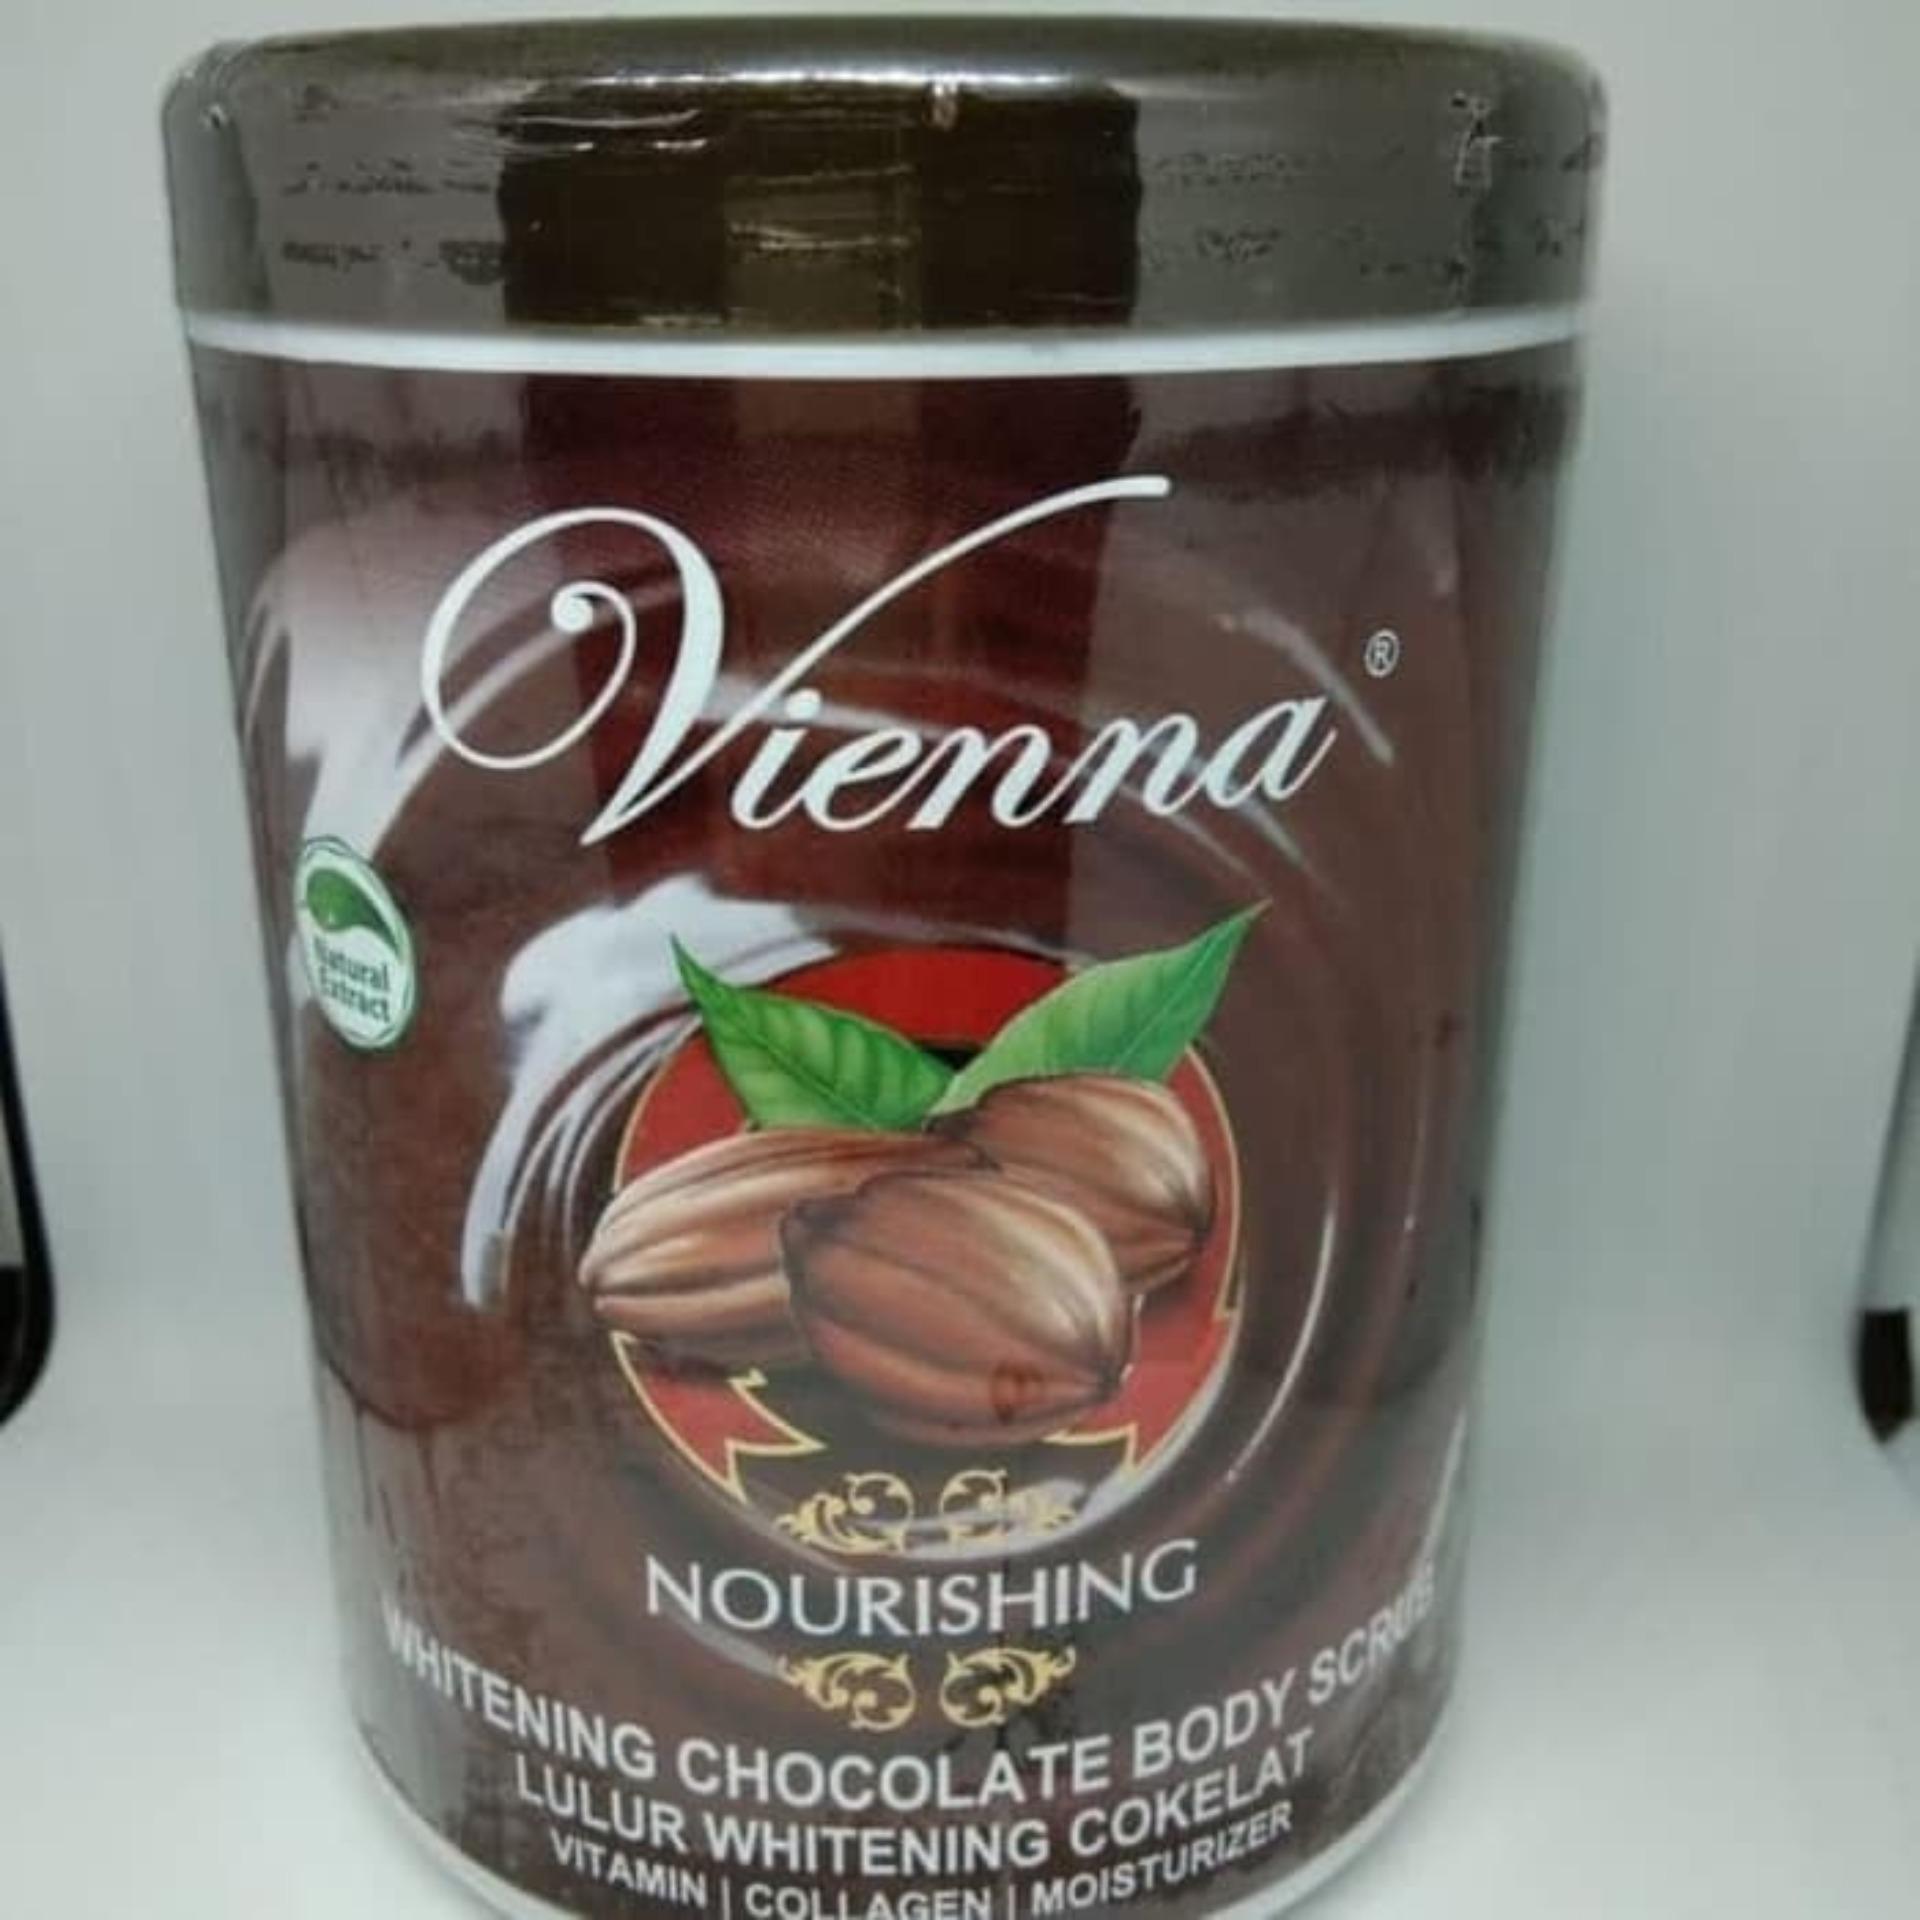 Vienna ®
Natural
Extract
NOURISHING
WHITENING CHOCOLATE BODY SCRUB
LULUR WHITENING COKELAT
VITAMIN | COLLAGEN | MOISTURIZER